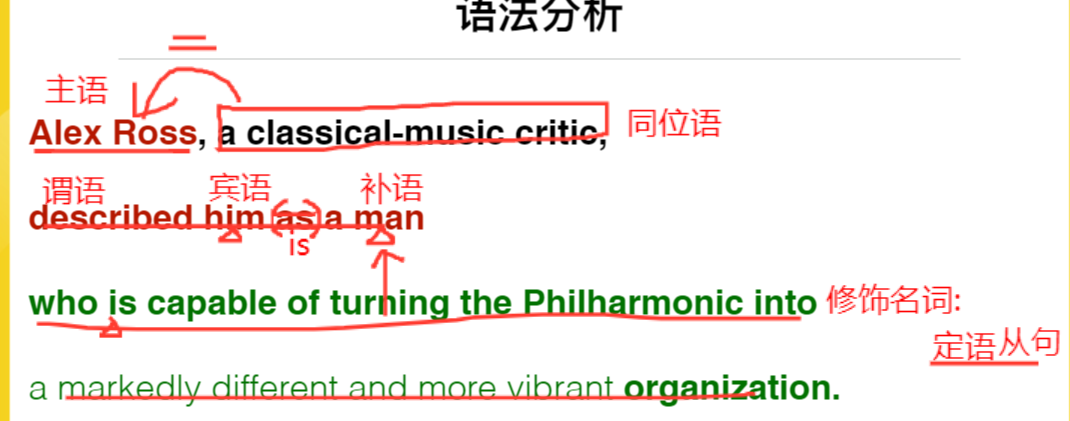 语法分析
主语
Alex Ross, a classical-music critic, 同位语
谓语 宾语 补语
described him (as) a man
is
who is capable of turning the Philharmonic into 修饰名词:
定语从句
a markedly different and more vibrant organization.